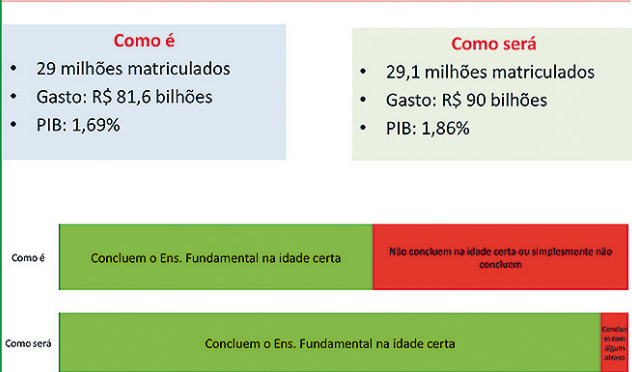 Como é
• 29 milhões matriculados
• Gasto: R$ 81,6 bilhões
• PIB: 1,69%
Como será
• 29,1 milhões matriculados
• Gasto: R$ 90 bilhões
• PIB: 1,86%
Como é
Concluem o Ens. Fundamental na idade certa
Não concluem na idade certa ou simplesmente não
concluem
Como será
Concluem o Ens. Fundamental na idade certa
Conclue
m com
algum
atraso